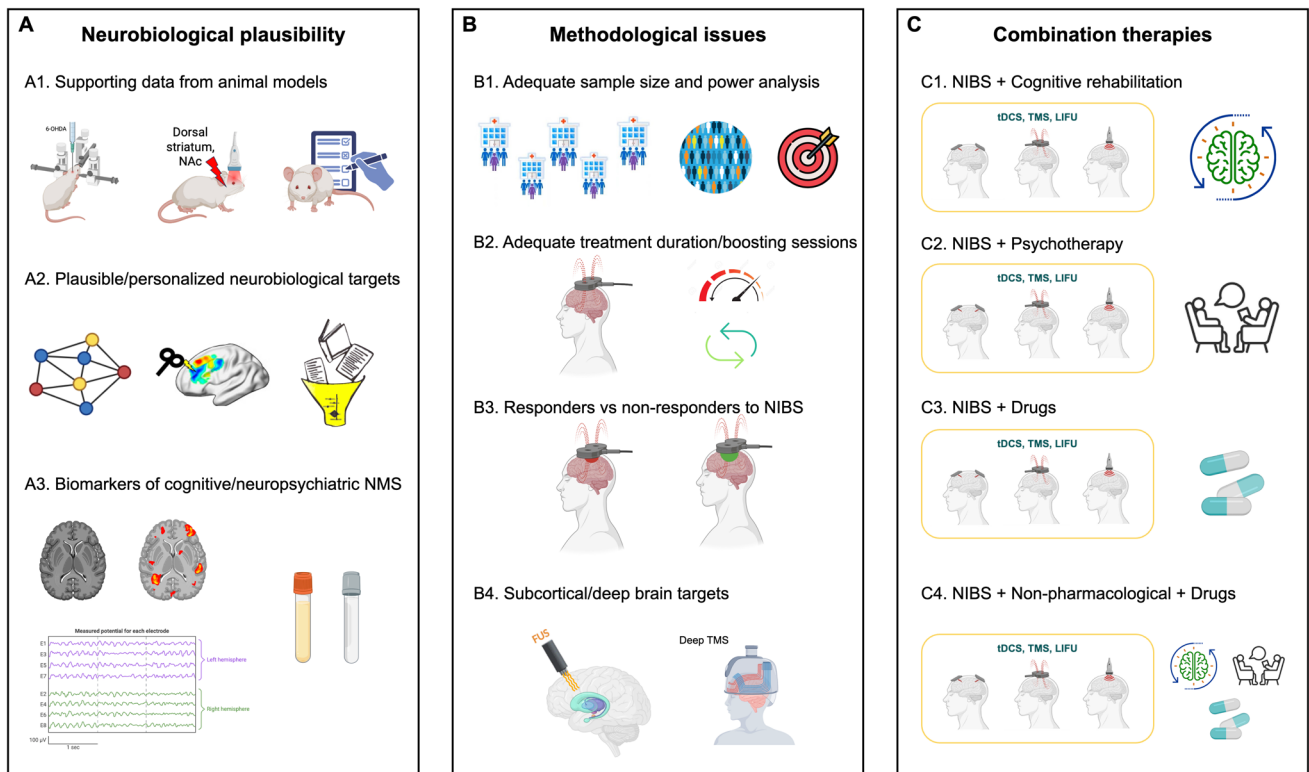 A
Neurobiological plausibility
A1. Supporting data from animal models
6-OHDA
Dorsal
striatum,
NAc
A2. Plausible/personalized neurobiological targets
A3. Biomarkers of cognitive/neuropsychiatric NMS
Measured potential for each electrode
E1
E3
E5
E7
Left hemisphere
E2
E4
E6
E8
Right hemisphere
100 µV
1 sec
B
Methodological issues
B1. Adequate sample size and power analysis
B2. Adequate treatment duration/boosting sessions
B3. Responders vs non-responders to NIBS
B4. Subcortical/deep brain targets
FUS
Deep TMS
C
Combination therapies
C1. NIBS + Cognitive rehabilitation
tDCS, TMS, LIFU
C2. NIBS + Psychotherapy
tDCS, TMS, LIFU
C3. NIBS + Drugs
tDCS, TMS, LIFU
C4. NIBS + Non-pharmacological + Drugs
tDCS, TMS, LIFU